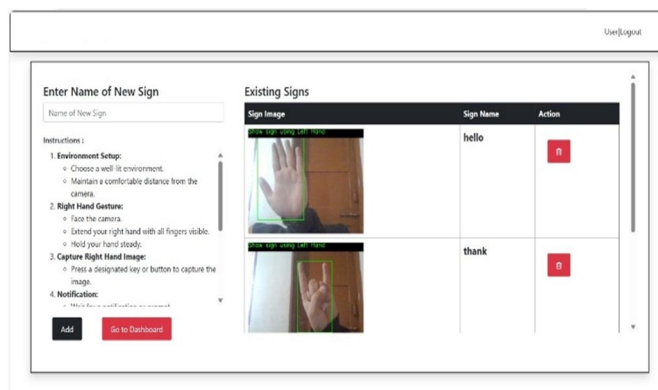 User|Logout
Enter Name of New Sign
Name of New Sign
Instructions :
1. Environment Setup:
Choose a well-lit environment.
Maintain a comfortable distance from the
camera.
2. Right Hand Gesture:
Face the camera.
Extend your right hand with all fingers visible.
Hold your hand steady.
3. Capture Right Hand Image:
Press a designated key or button to capture the
image.
4. Notification:
Add
Go to Dashboard
Existing Signs
Sign Image Sign Name Action
Show sign using Left Hand
hello
Show sign using Left Hand
thank